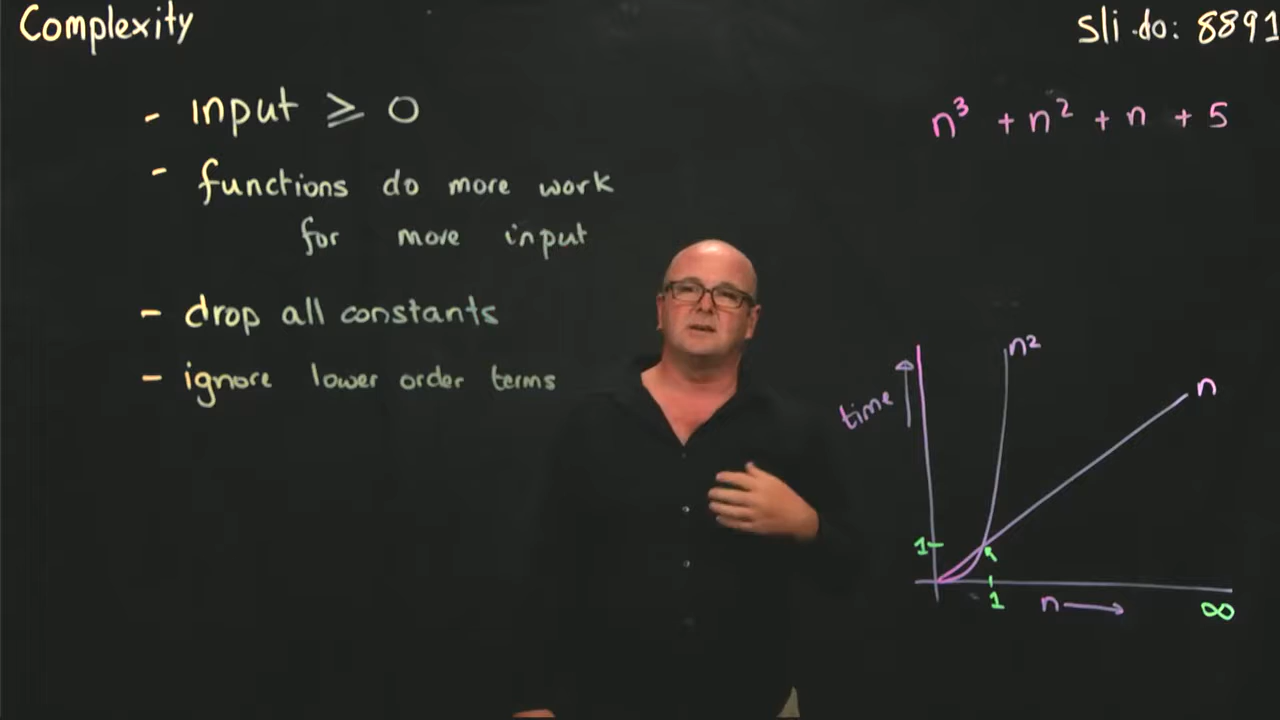 Complexity
Sli.do: 8891
- input ≥ 0
- functions do more work
for more input
- drop all constants
- ignore lower order terms
n³ + n² + n + 5
n2
n
time
1
1
n
∞